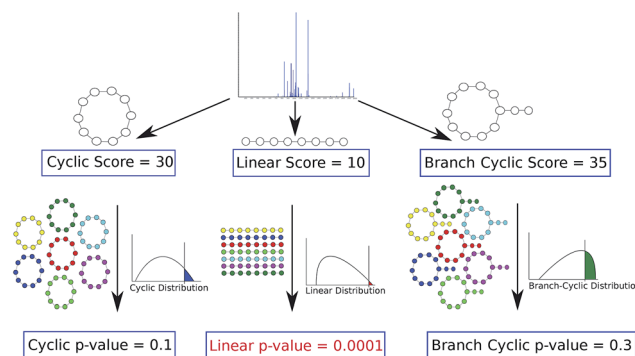 Cyclic Score = 30
Linear Score = 10
Branch Cyclic Score = 35
Cyclic Distribution
Linear Distribution
Branch-Cyclic Distributio
Cyclic p-value = 0.1
Linear p-value = 0.0001
Branch Cyclic p-value = 0.3